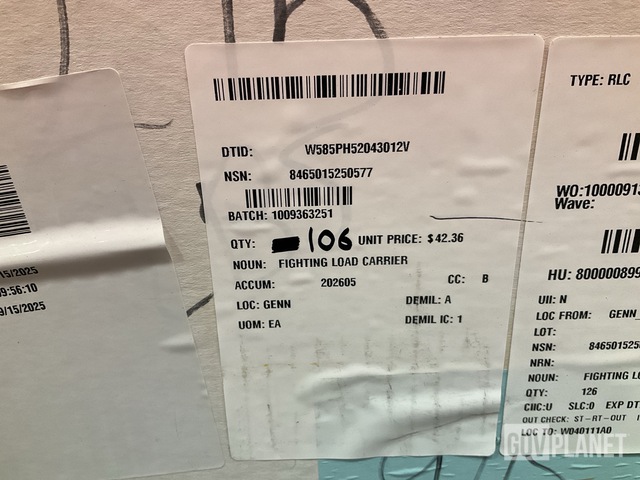 15/2025
9:56:10
9/15/2025
DTID: W585PH52043012V
NSN: 8465015250577
BATCH: 1009363251
QTY: 106 UNIT PRICE: $42.36
NOUN: FIGHTING LOAD CARRIER
ACCUM: 202605 CC: B
LOC: GENN DEMIL: A
UOM: EA DEMIL IC: 1
TYPE: RLC
WO:10000913
Wave:
HU: 800000899
UII: N
LOC FROM: GENN_
LOT:
NSN: 846501525
NRN:
NOUN: FIGHTING LO
QTY: 126
CIIC:U SLC:0 EXP DT
OUT CHECK: ST-RT-OUT
LOC TO: W040111A0
GOVPLANET